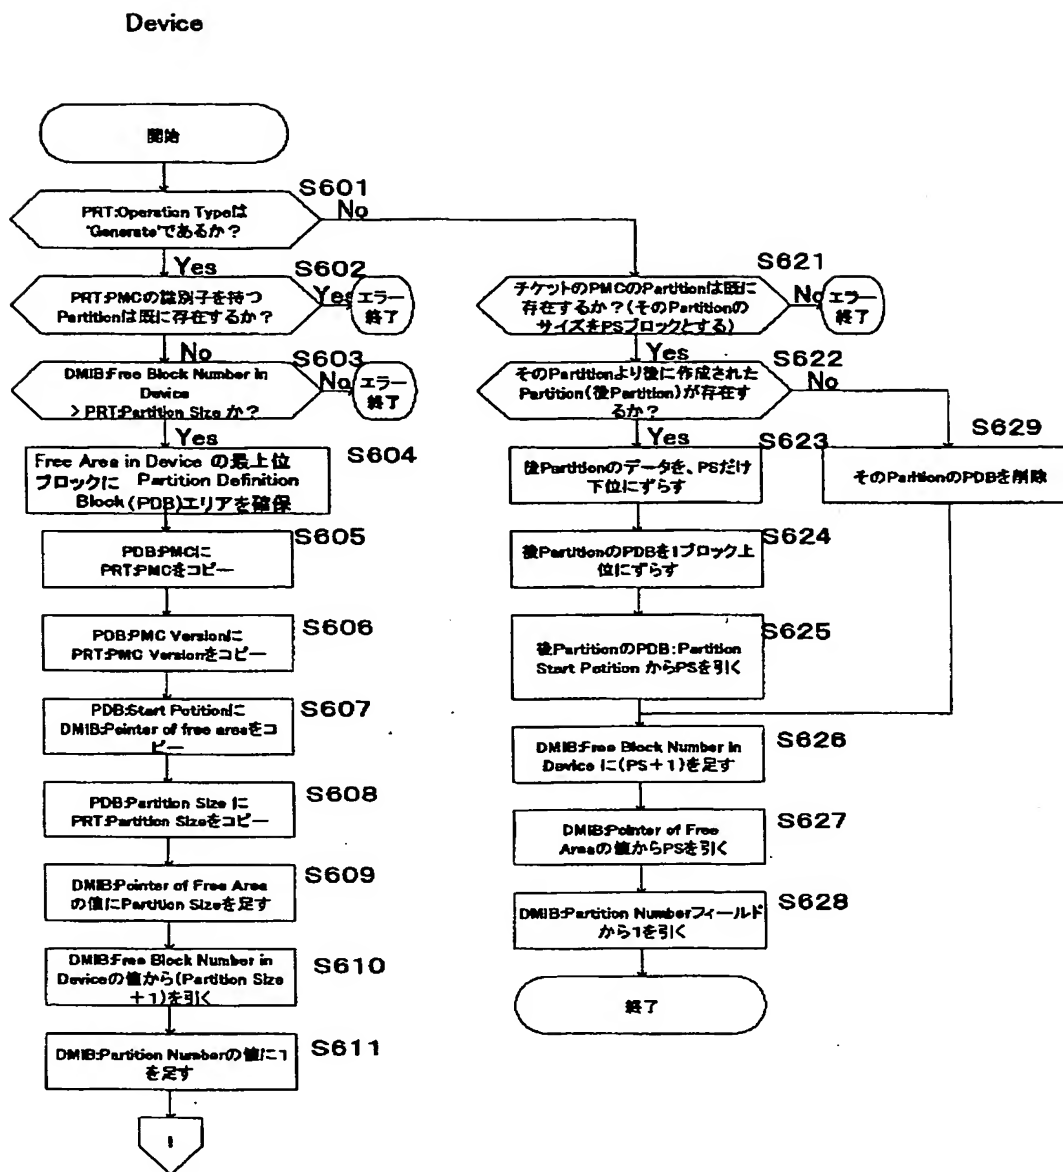 Device
開始
S601
PRT:Operation Typeは
'Generate'であるか?
No
Yes
S602
PRT:PMCの識別子を持つ
Partitionは既に存在するか?
Yes
エラー
終了
No
S603
DMIB:Free Block Number in
Device
> PRT:Partition Size か?
No
エラー
終了
Yes
S604
Free Area in Device の最上位
ブロックに Partition Definition
Block(PDB)エリアを確保
S605
PDB:PMCに
PRT:PMCをコピー
S606
PDB:PMC Versionに
PRT:PMC Versionをコピー
S607
PDB:Start Potitionに
DMIB:Pointer of free areaをコ
ピー
S608
PDB:Partition Size に
PRT:Partition Sizeをコピー
S609
DMIB:Pointer of Free Area
の値にPartition Sizeを足す
S610
DMIB:Free Block Number in
Deviceの値から(Partition Size
+1)を引く
S611
DMIB:Partition Numberの値に1
を足す
S621
チケットのPMCのPartitionは既に
存在するか?(そのPartitionの
サイズをPSブロックとする)
No
エラー
終了
Yes
S622
そのPartitionより後に作成された
Partition(後Partition)が存在す
るか?
No
Yes
S623
後Partitionのデータを、PSだけ
下位にずらす
S629
そのPartitionのPDBを削除
S624
後PartitionのPDBを1ブロック上
位にずらす
S625
後PartitionのPDB:Partition
Start Potition からPSを引く
S626
DMIB:Free Block Number in
Device に(PS+1)を足す
S627
DMIB:Pointer of Free
Areaの値からPSを引く
S628
DMIB:Partition Numberフィールド
から1を引く
終了